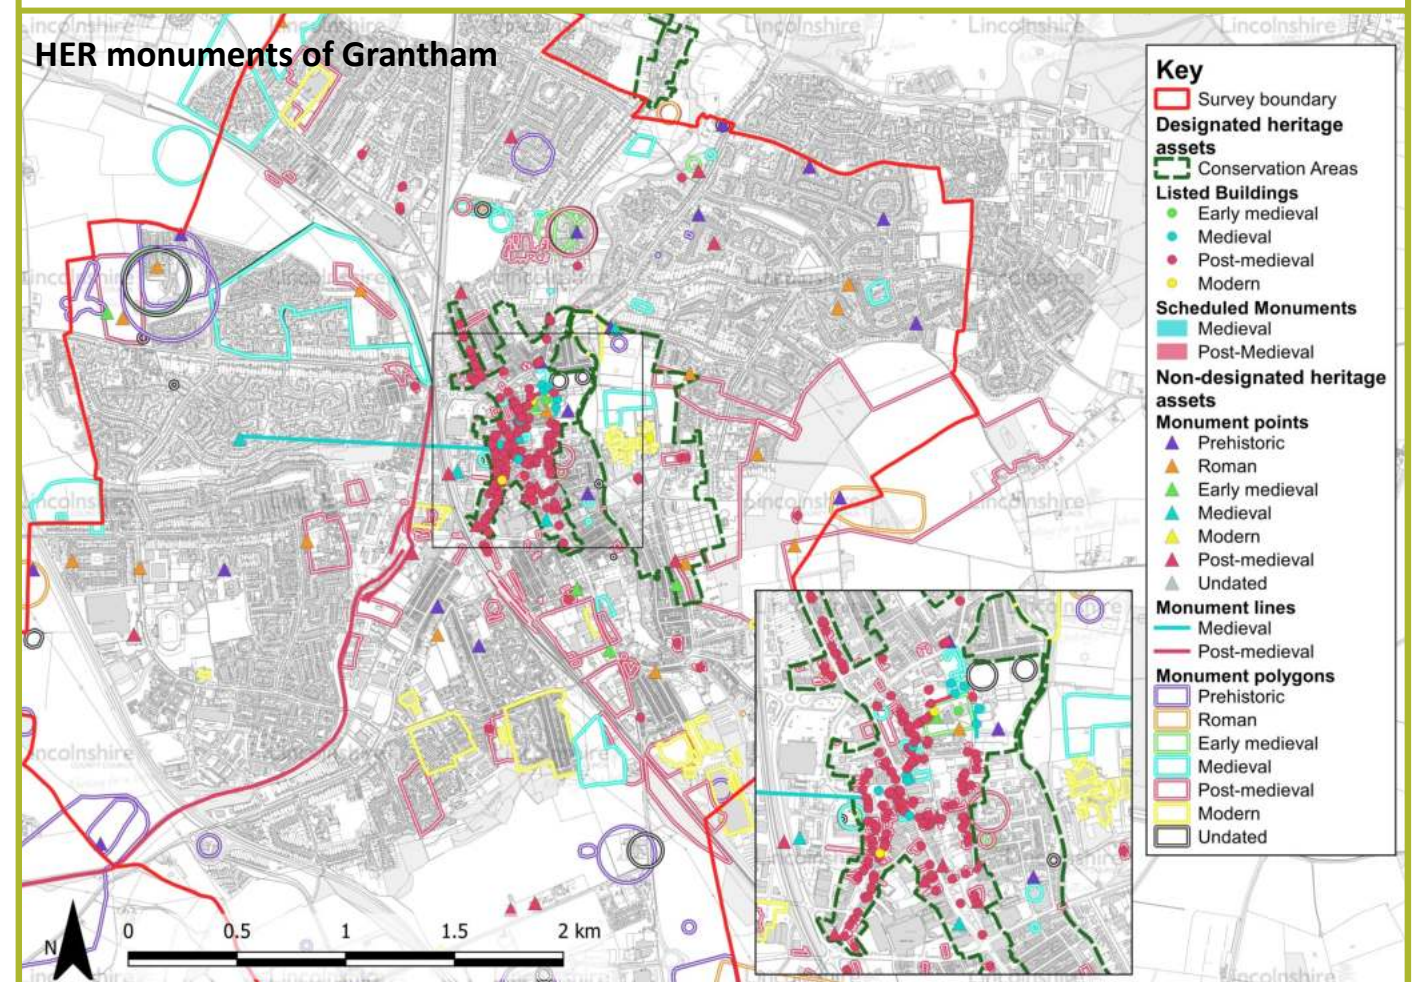 HER monuments of Grantham
Key
Survey boundary
Designated heritage
assets
Conservation Areas
Listed Buildings
Early medieval
Medieval
Post-medieval
Modern
Scheduled Monuments
Medieval
Post-Medieval
Non-designated heritage
assets
Monument points
Prehistoric
Roman
Early medieval
Medieval
Modern
Post-medieval
Undated
Monument lines
Medieval
Post-medieval
Monument polygons
Prehistoric
Roman
Early medieval
Medieval
Post-medieval
Modern
Undated
N
0 0.5 1 1.5 2 km
Lincolnshire